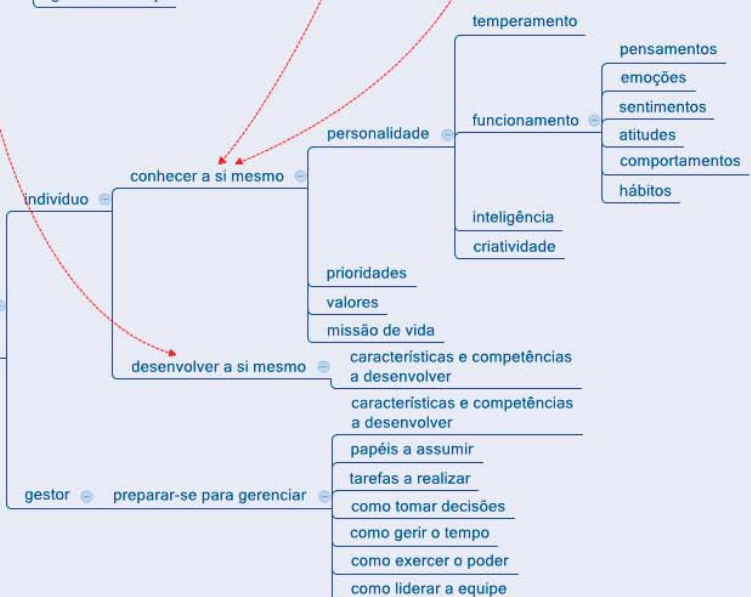 temperamento
pensamentos
emoções
sentimentos
funcionamento
atitudes
comportamentos
hábitos
personalidade
conhecer a si mesmo
indivíduo
inteligência
criatividade
prioridades
valores
missão de vida
desenvolver a si mesmo
características e competências
a desenvolver
características e competências
a desenvolver
papéis a assumir
tarefas a realizar
gestor
preparar-se para gerenciar
como tomar decisões
como gerir o tempo
como exercer o poder
como liderar a equipe